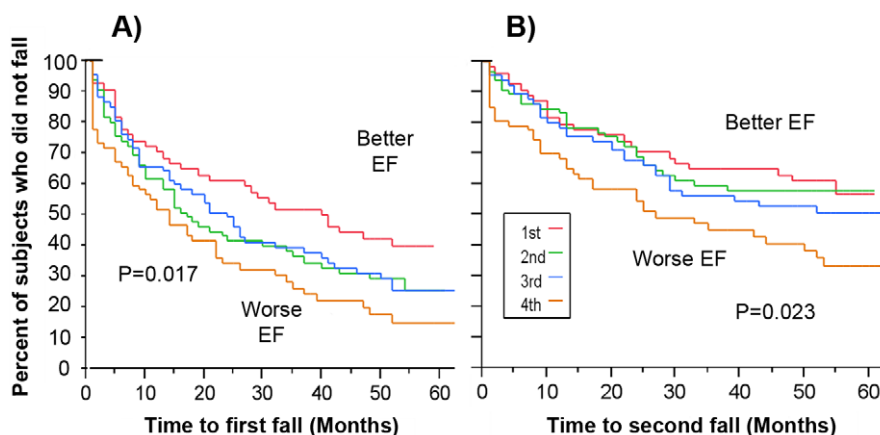 A)
B)
Percent of subjects who did not fall
100
90
80
70
60
50
40
30
20
10
0
Better
EF
P=0.017
Worse
EF
0
10
20
30
40
50
60
Time to first fall (Months)
Better EF
1st
2nd
3rd
4th
Worse EF
P=0.023
0
10
20
30
40
50
60
Time to second fall (Months)